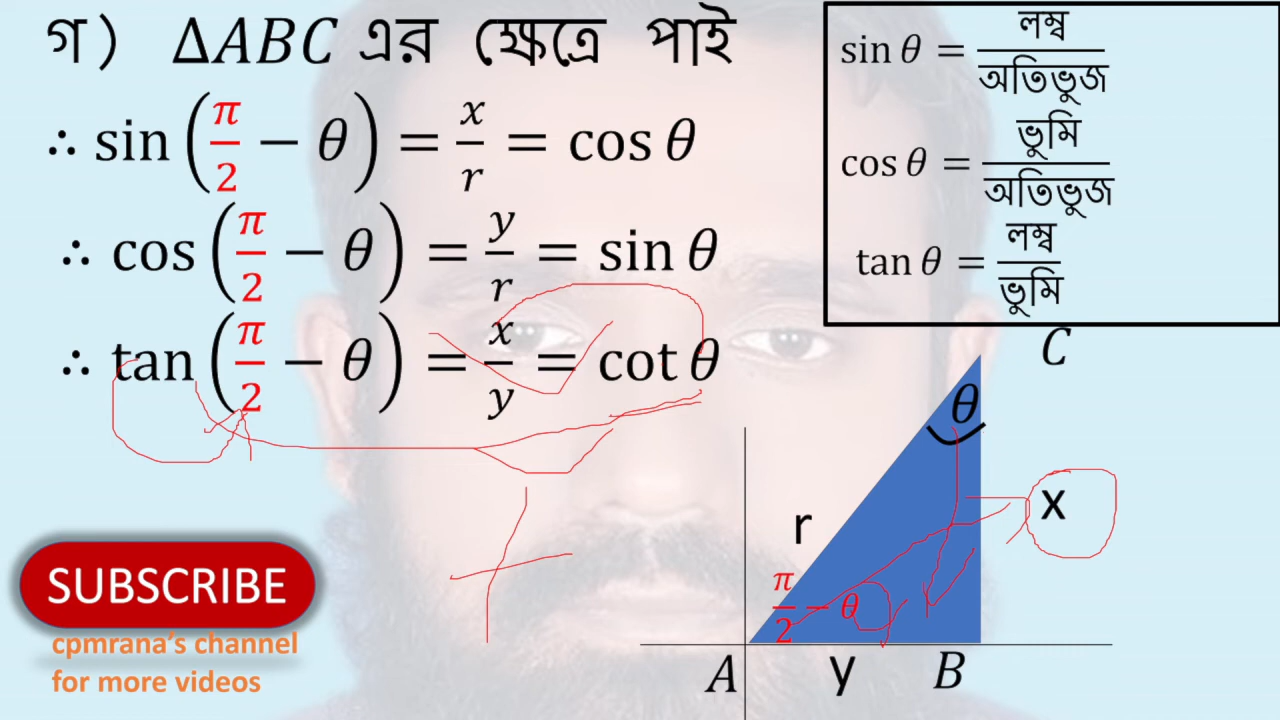 গ) ΔABC এর ক্ষেত্রে পাই
∴ sin (π/2 − θ) = x/r = cos θ
∴ cos (π/2 − θ) = y/r = sin θ
∴ tan (π/2 − θ) = x/y = cot θ
sin θ = লম্ব/অতিভুজ
cos θ = ভুমি/অতিভুজ
tan θ = লম্ব/ভুমি
C
θ
r
x
π/2 − θ
A
y
B
SUBSCRIBE
cpmrana's channel
for more videos